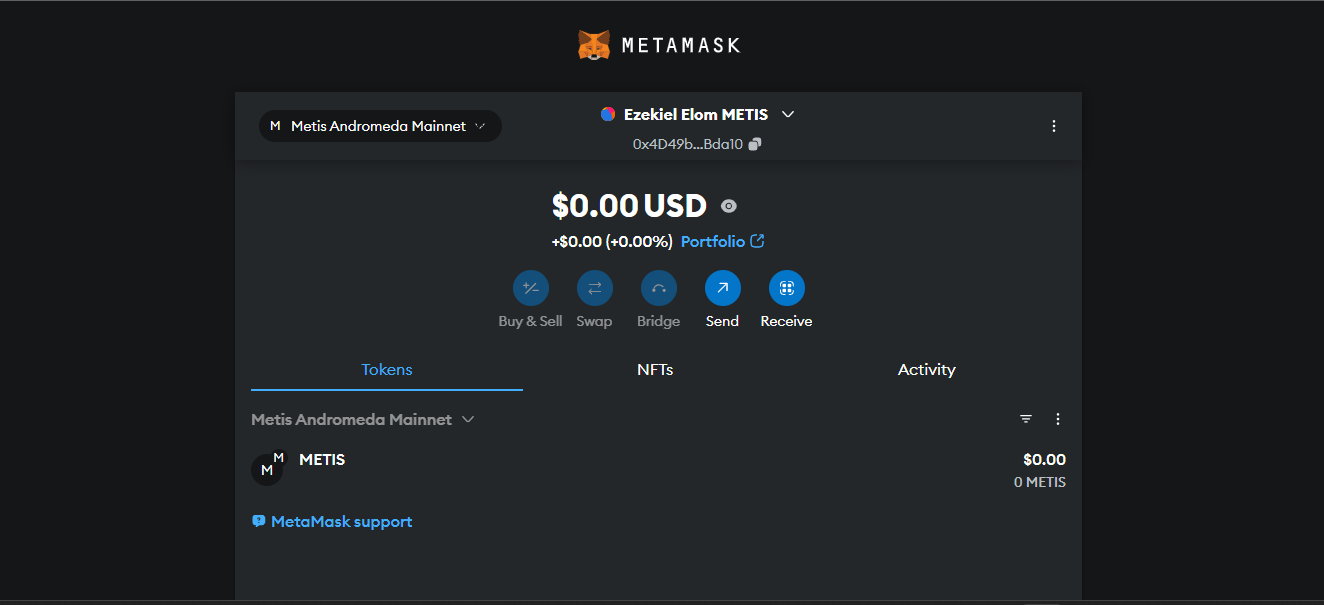 METAMASK
M Metis Andromeda Mainnet
Ezekiel Elom METIS
0x4D49b...Bda10
$0.00 USD
+$0.00 (+0.00%) Portfolio
Buy & Sell Swap Bridge Send Receive
Tokens NFTs Activity
Metis Andromeda Mainnet
M M METIS $0.00
0 METIS
MetaMask support